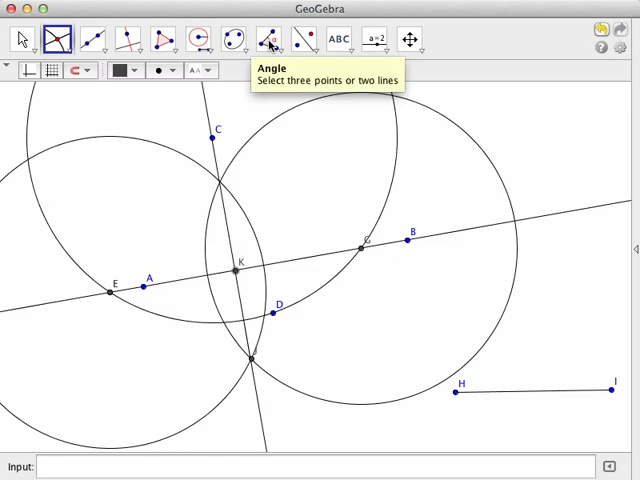 GeoGebra
ABC
a=2
Angle
Select three points or two lines
A A
C
B
G
K
A
E
D
J
H
I
Input: